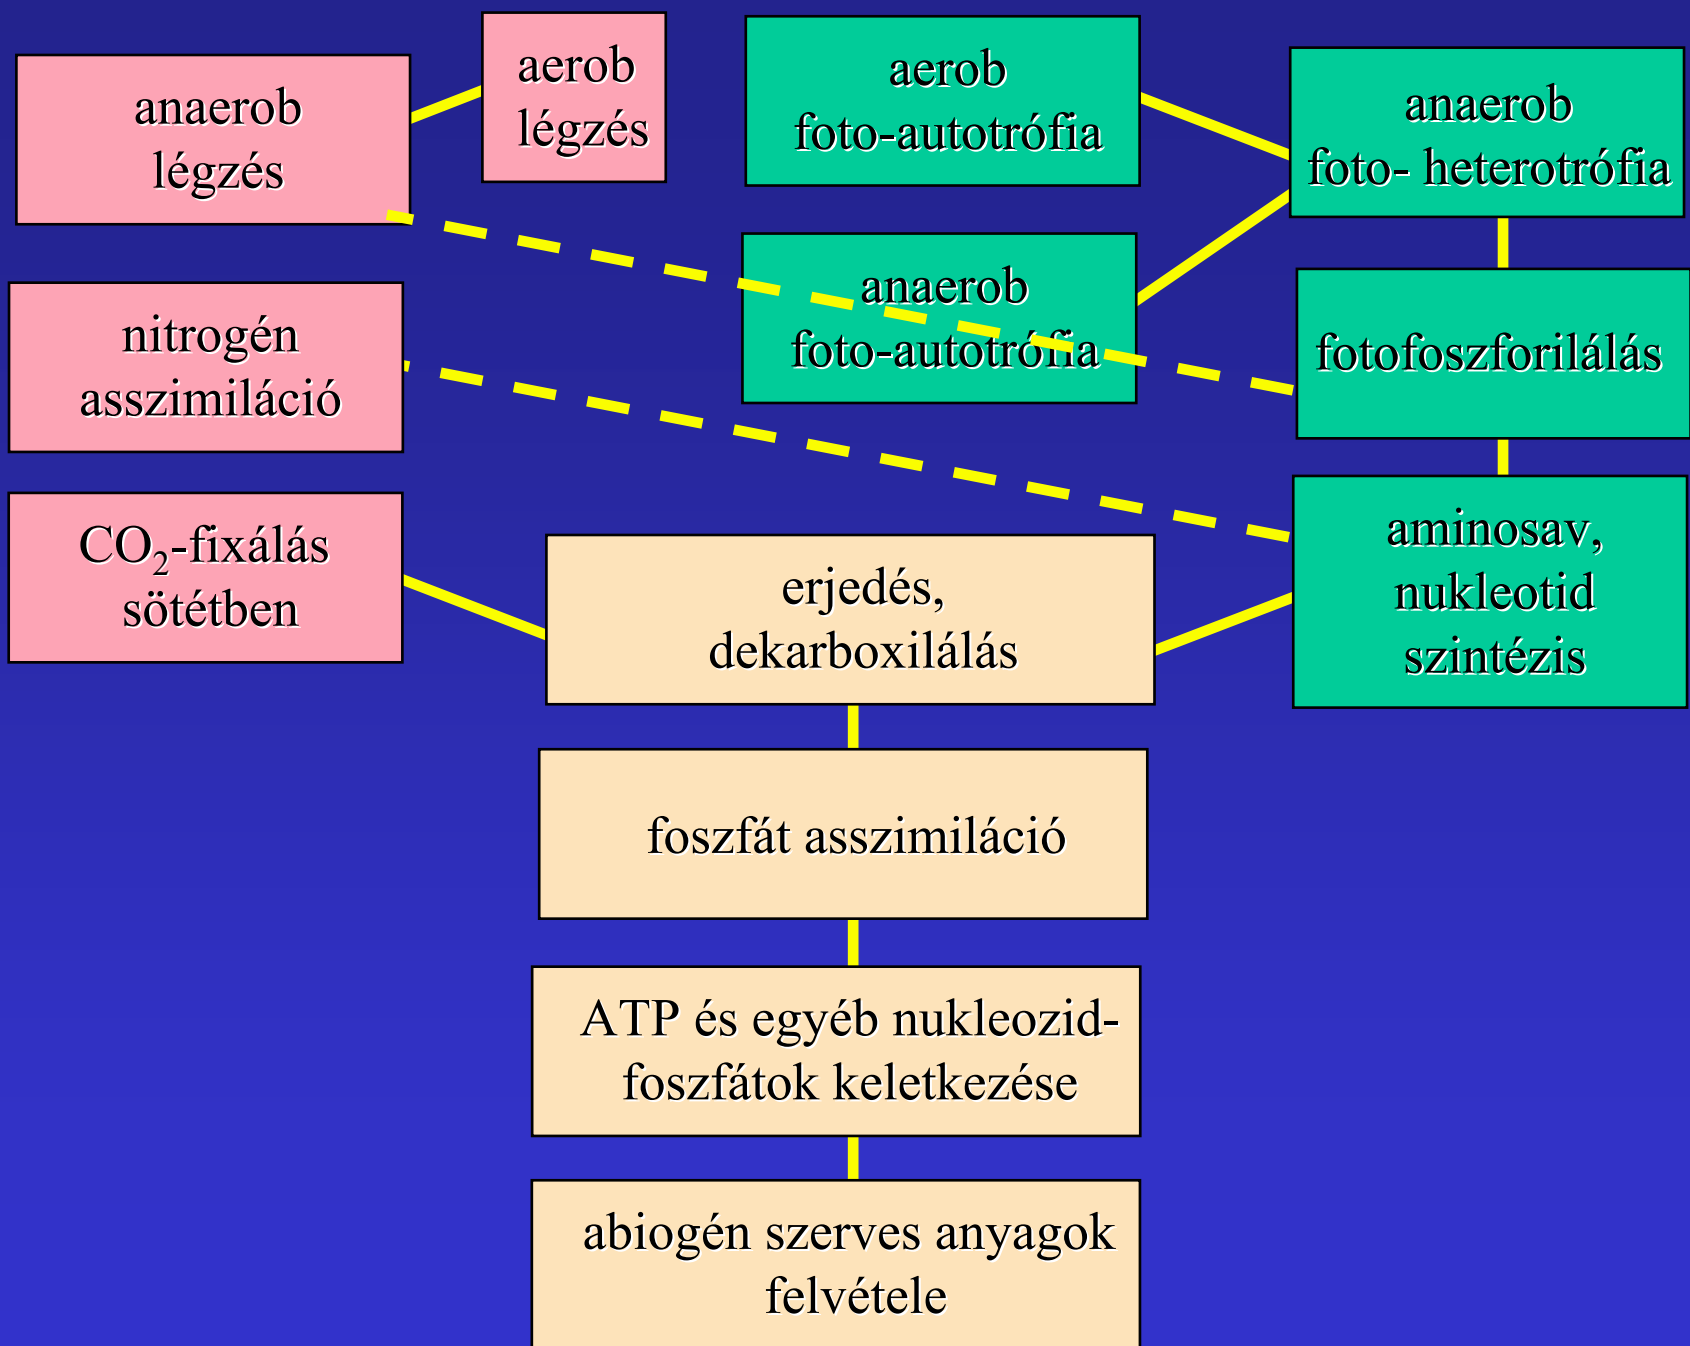 anaerob
légzés
aerob
légzés
aerob
foto-autotrófia
anaerob
foto- heterotrófia
nitrogén
asszimiláció
anaerob
foto-autotrófia
fotofoszforilálás
CO₂-fixálás
sötétben
erjedés,
dekarboxilálás
aminosav,
nukleotid
szintézis
foszfát asszimiláció
ATP és egyéb nukleozid-
foszfátok keletkezése
abiogén szerves anyagok
felvétele